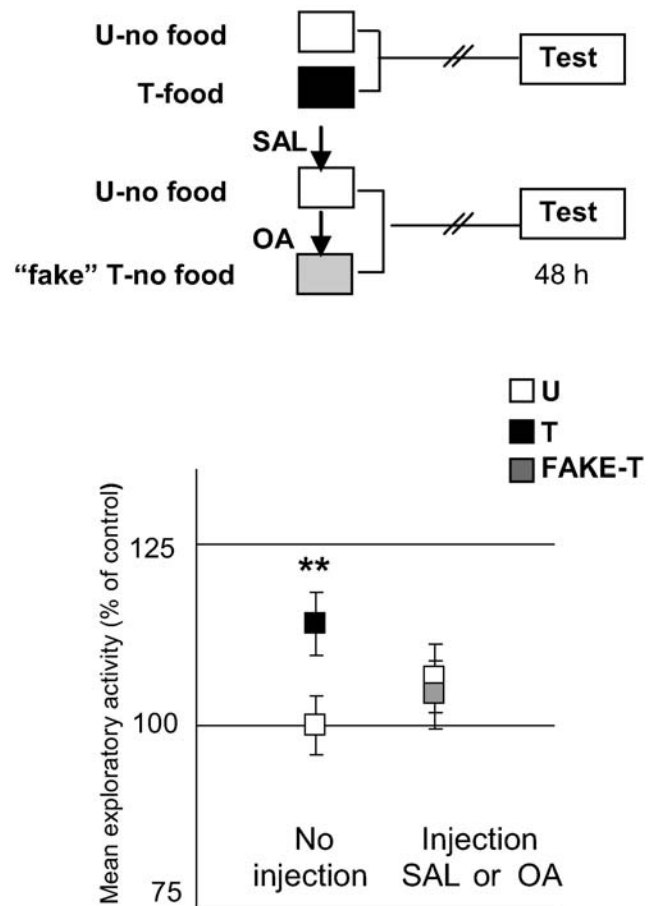 U-no food
Test
T-food
SAL
U-no food
Test
OA
“fake” T-no food
48 h
U
T
FAKE-T
Mean exploratory activity (% of control)
125
**
100
75
No
injection
Injection
SAL or OA